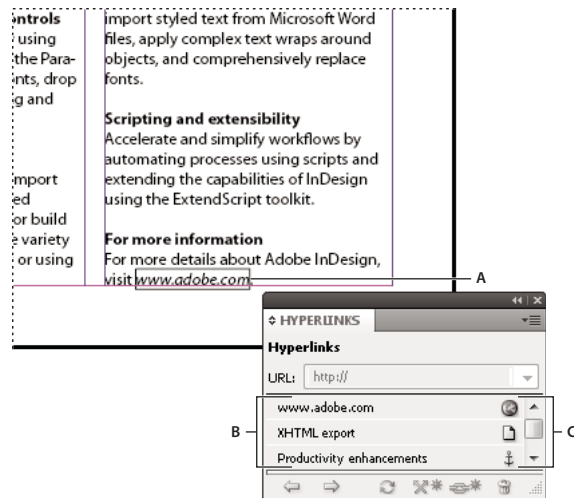 ontrols
using
the Para-
nts, drop
g and
mport
ed
or build
e variety
or using
import styled text from Microsoft Word
files, apply complex text wraps around
objects, and comprehensively replace
fonts.
Scripting and extensibility
Accelerate and simplify workflows by
automating processes using scripts and
extending the capabilities of InDesign
using the ExtendScript toolkit.
For more information
For more details about Adobe InDesign,
visit www.adobe.com.
A
HYPERLINKS
Hyperlinks
URL: http://
www.adobe.com
B
XHTML export
C
Productivity enhancements